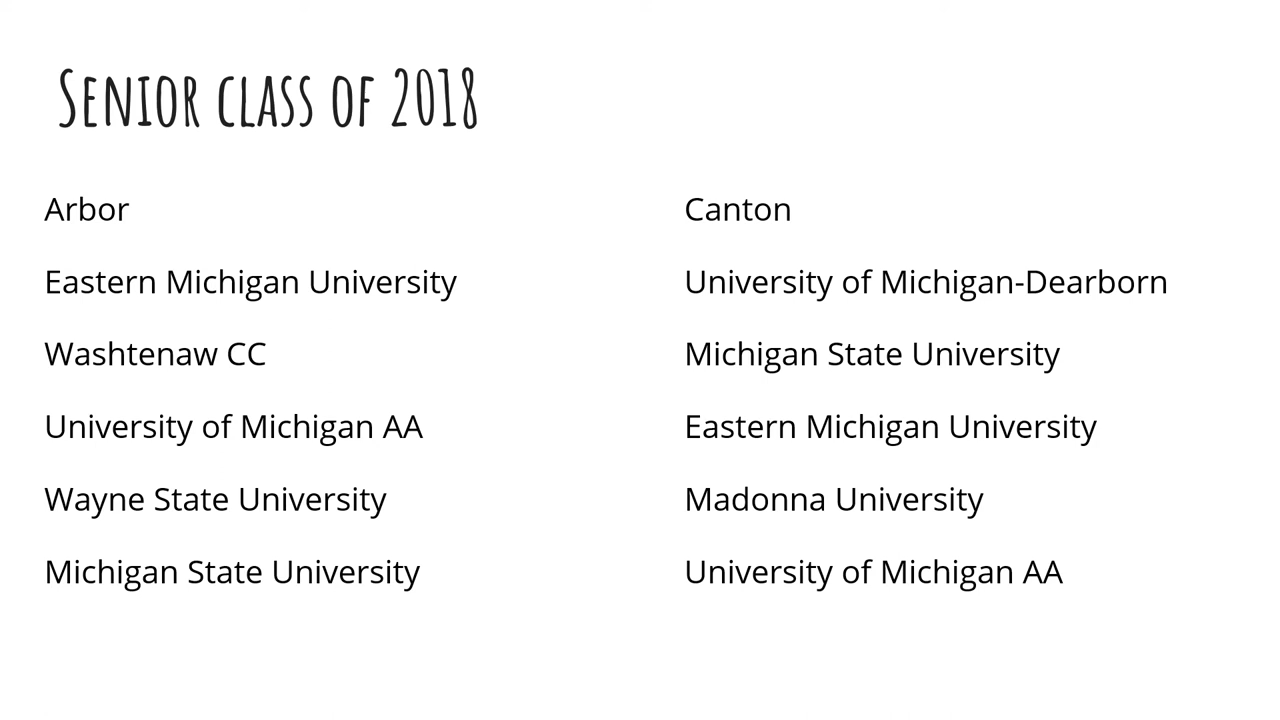 Senior class of 2018
Arbor
Eastern Michigan University
Washtenaw CC
University of Michigan AA
Wayne State University
Michigan State University
Canton
University of Michigan-Dearborn
Michigan State University
Eastern Michigan University
Madonna University
University of Michigan AA